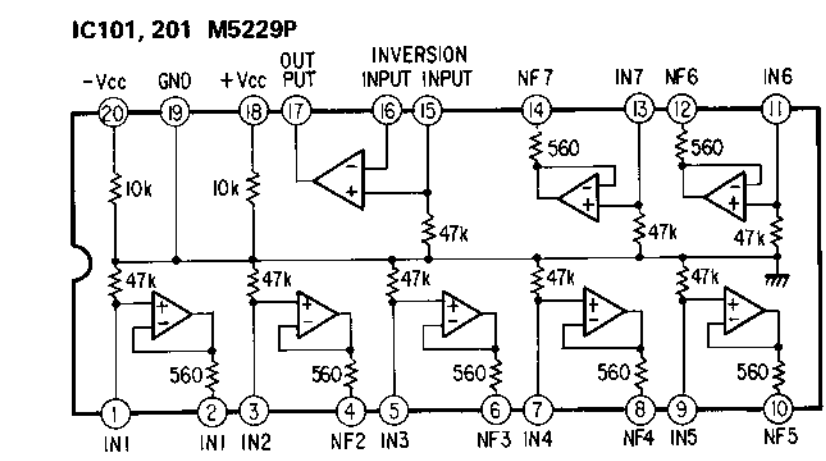 IC101, 201 M5229P
INVERSION
OUT
PUT
-Vcc GND +Vcc INPUT INPUT NF7 IN7 NF6 IN6
20 19 18 17 16 15 14 13 12 11
560 560
10k 10k - + - + - +
47k 47k 47k
47k 47k 47k 47k 47k
+ - + - + - + - + -
560 560 560 560 560
1 2 3 4 5 6 7 8 9 10
IN1 IN1 IN2 NF2 IN3 NF3 IN4 NF4 IN5 NF5